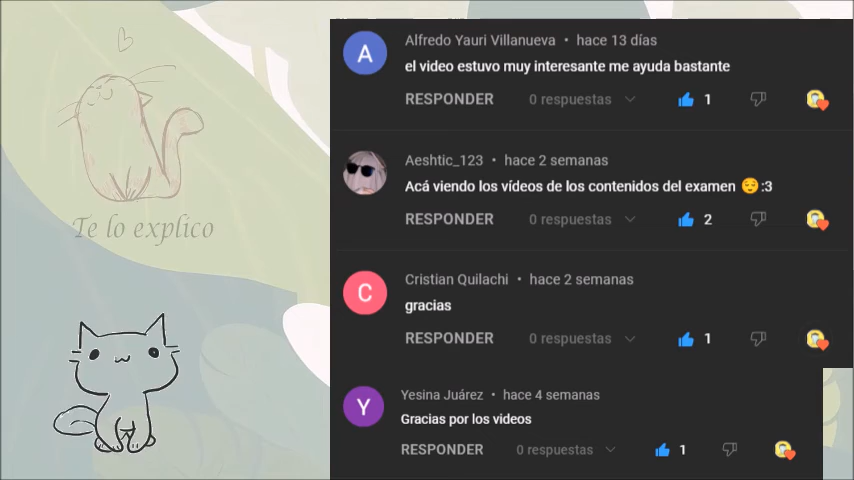 Te lo explico
A
Alfredo Yauri Villanueva • hace 13 días
el video estuvo muy interesante me ayuda bastante
RESPONDER 0 respuestas 1
Aeshtic_123 • hace 2 semanas
Acá viendo los vídeos de los contenidos del examen 😌 :3
RESPONDER 0 respuestas 2
C
Cristian Quilachi • hace 2 semanas
gracias
RESPONDER 0 respuestas 1
Y
Yesina Juárez • hace 4 semanas
Gracias por los videos
RESPONDER 0 respuestas 1